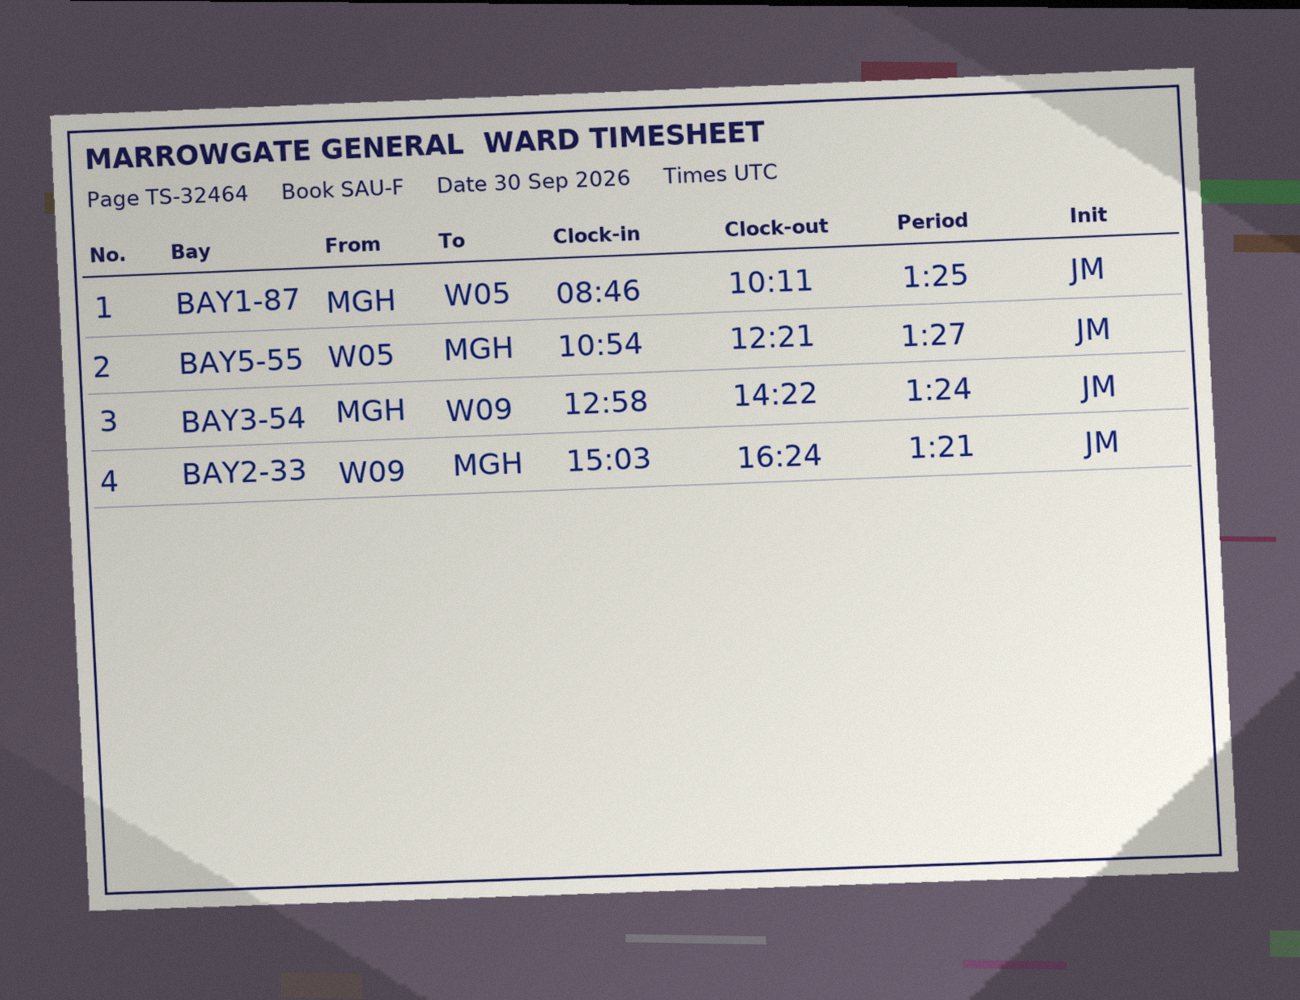 MARROWGATE GENERAL WARD TIMESHEET
Page TS-32464 Book SAU-F Date 30 Sep 2026 Times UTC
No. Bay From To Clock-in Clock-out Period Init
1 BAY1-87 MGH W05 08:46 10:11 1:25 JM
2 BAY5-55 W05 MGH 10:54 12:21 1:27 JM
3 BAY3-54 MGH W09 12:58 14:22 1:24 JM
4 BAY2-33 W09 MGH 15:03 16:24 1:21 JM